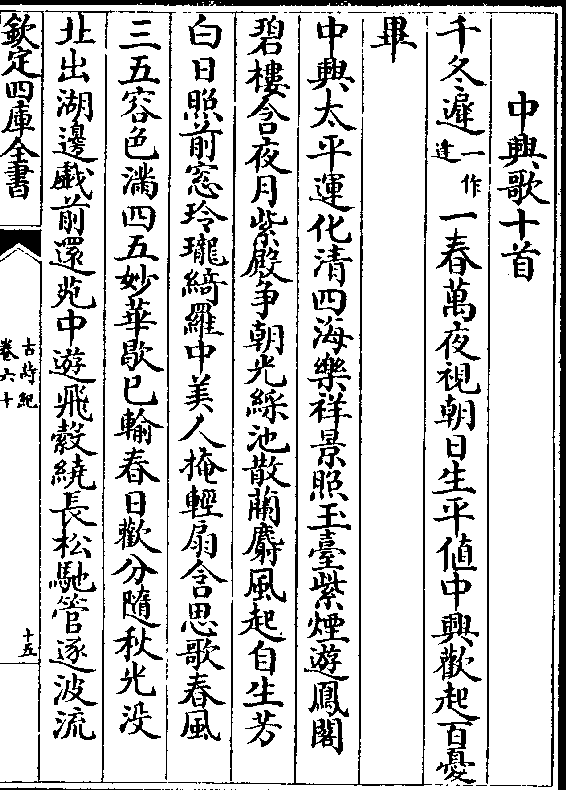 中興歌十首
千冬遲一作逹一春萬夜視朝日生平值中興歡起百憂
畢
中興太平運化清四海樂祥景照玉臺紫煙遊鳳閣
碧樓含夜月紫殿争朝光綵池散蘭麝風起自生芳
白日照前窓玲瓏綺羅中美人掩輕扇含思歌春風
三五容色满四五妙華歇已輸春日歡分隨秋光没
北出湖邊戲前還苑中遊飛縠繞長松馳管逐波流
欽定四庫全書
古詩紀
卷六十
十五